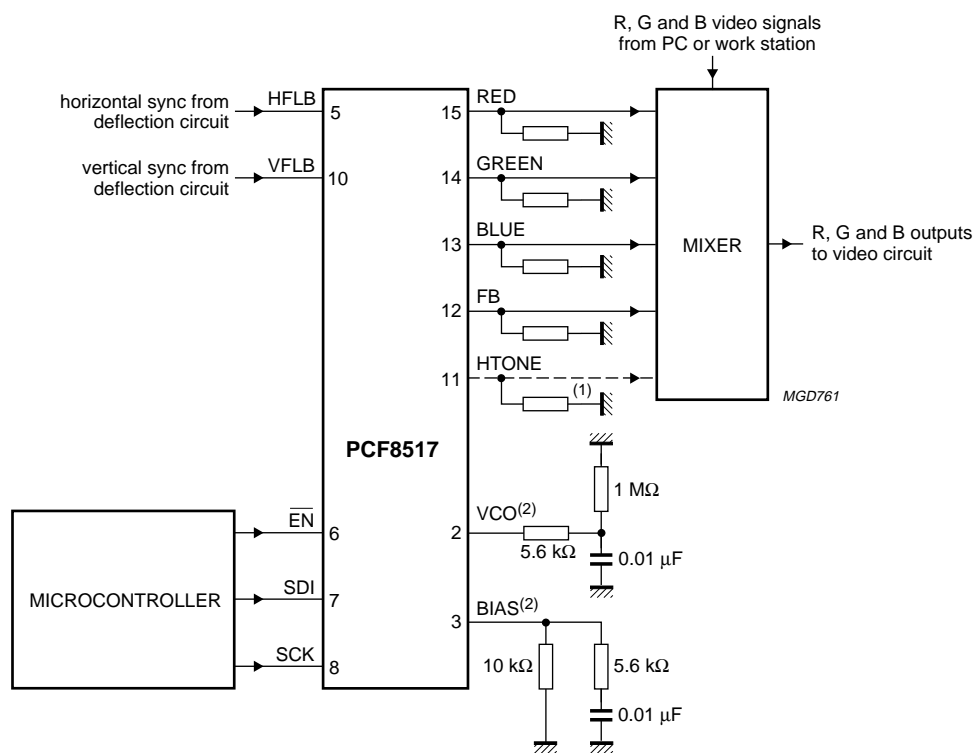 R, G and B video signals
from PC or work station
horizontal sync from
deflection circuit
HFLB
5
15
RED
vertical sync from
deflection circuit
VFLB
10
14
GREEN
13
BLUE
MIXER
R, G and B outputs
to video circuit
12
FB
11
HTONE
(1)
MGD761
PCF8517
1 MΩ
MICROCONTROLLER
EN
6
2
VCO(2)
5.6 kΩ
0.01 μF
SDI
7
3
BIAS(2)
SCK
8
10 kΩ
5.6 kΩ
0.01 μF